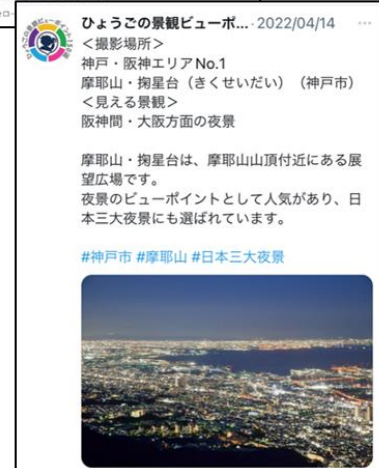 ひょうごの景観ビューポ... · 2022/04/14 ...
＜撮影場所＞
神戸・阪神エリアNo.1
摩耶山・掬星台（きくせいだい）（神戸市）
＜見える景観＞
阪神間・大阪方面の夜景
摩耶山・掬星台は、摩耶山山頂付近にある展
望広場です。
夜景のビューポイントとして人気があり、日
本三大夜景にも選ばれています。
#神戸市 #摩耶山 #日本三大夜景